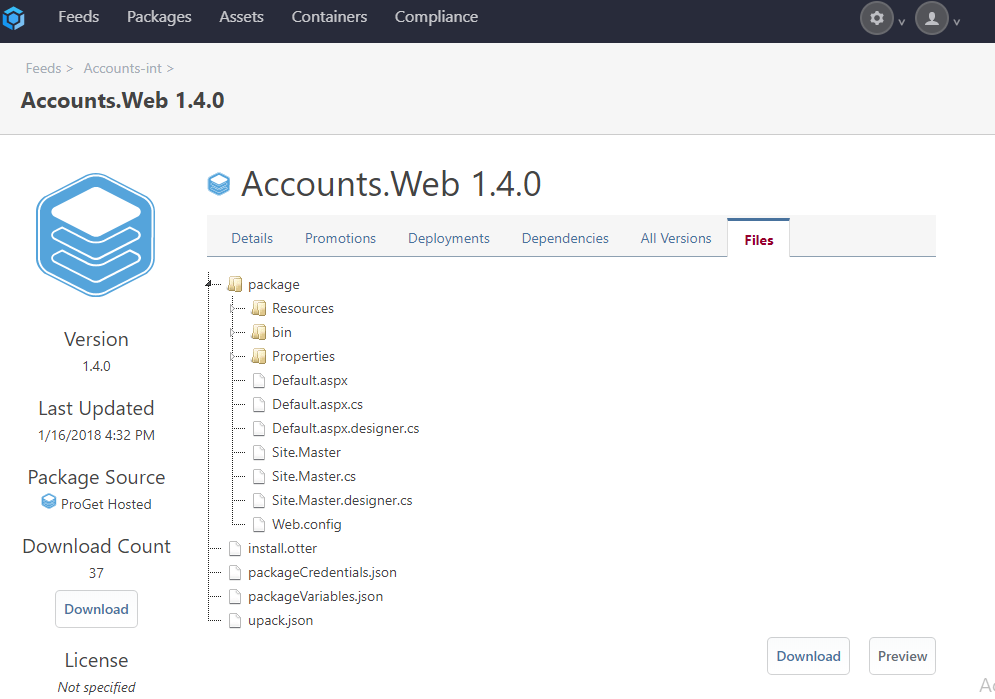 Feeds Packages Assets Containers Compliance
Feeds > Accounts-int >
Accounts.Web 1.4.0
Accounts.Web 1.4.0
Details Promotions Deployments Dependencies All Versions Files
package
Resources
bin
Properties
Default.aspx
Default.aspx.cs
Default.aspx.designer.cs
Site.Master
Site.Master.cs
Site.Master.designer.cs
Web.config
install.otter
packageCredentials.json
packageVariables.json
upack.json
Version
1.4.0
Last Updated
1/16/2018 4:32 PM
Package Source
ProGet Hosted
Download Count
37
Download
License
Not specified
Download Preview